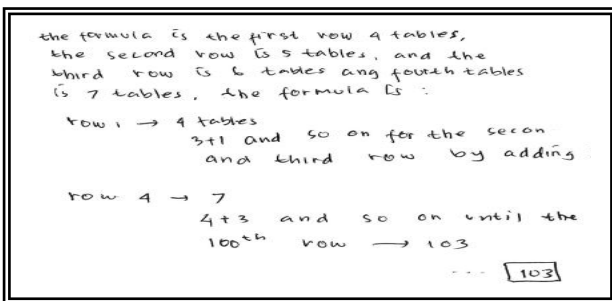 the formula is the first row 4 tables,
the second row is 5 tables, and the
third row is 6 tables ang fourth tables
is 7 tables, the formula is :
row 1 → 4 tables
3+1 and so on for the secon
and third row by adding
row 4 → 7
4+3 and so on until the
100th row → 103
... 103